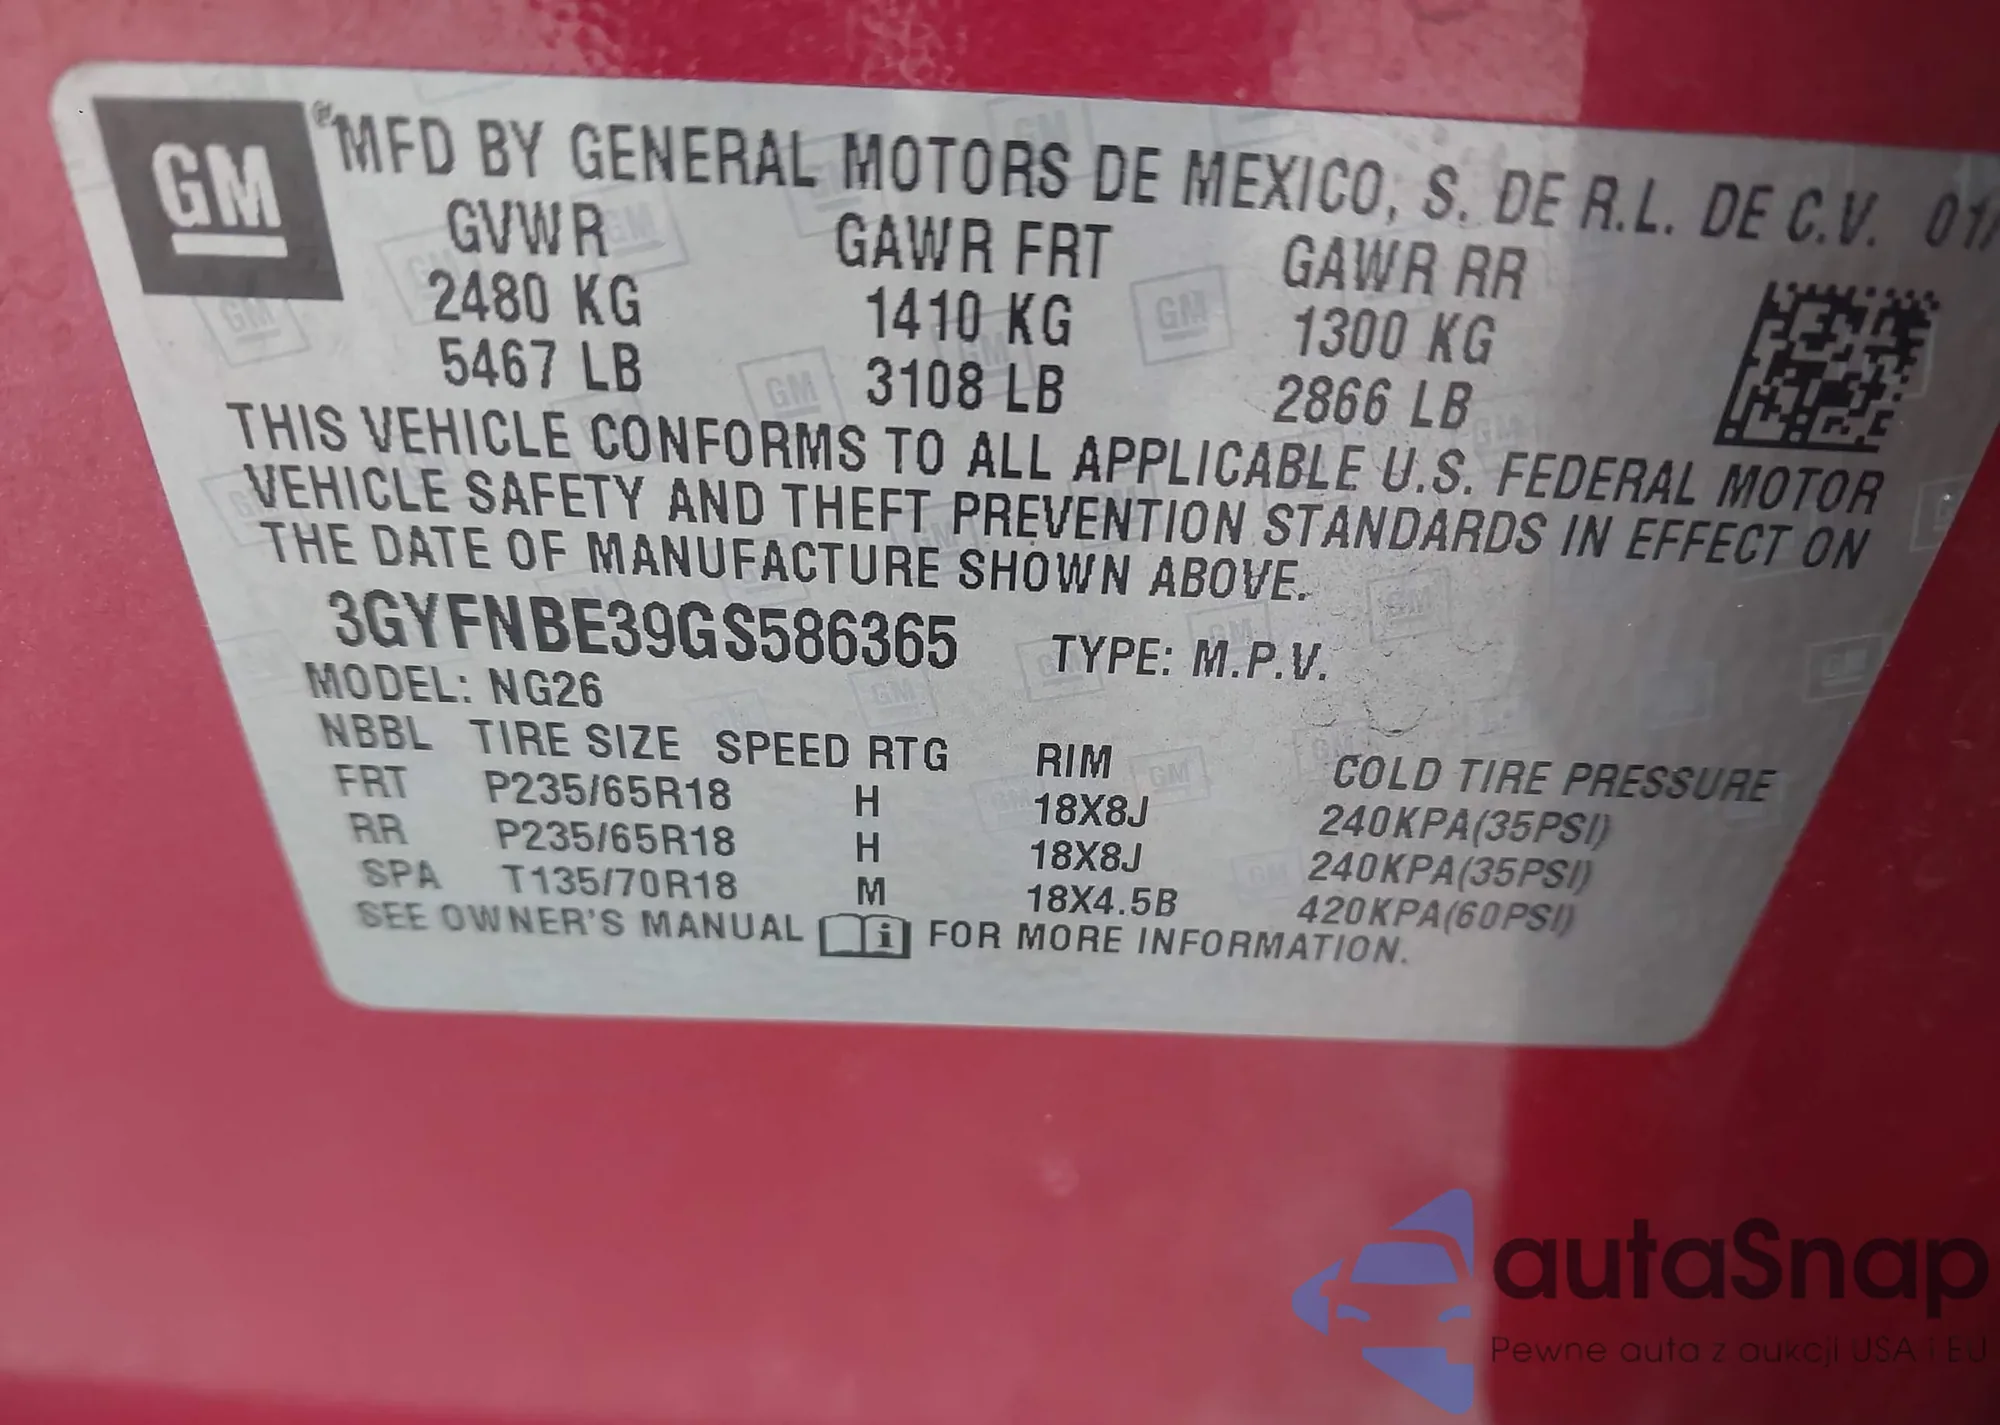 GM
®MFD BY GENERAL MOTORS DE MEXICO, S. DE R.L. DE C.V. 01/
GVWR GAWR FRT GAWR RR
2480 KG 1410 KG 1300 KG
5467 LB 3108 LB 2866 LB
THIS VEHICLE CONFORMS TO ALL APPLICABLE U.S. FEDERAL MOTOR
VEHICLE SAFETY AND THEFT PREVENTION STANDARDS IN EFFECT ON
THE DATE OF MANUFACTURE SHOWN ABOVE.
3GYFNBE39GS586365 TYPE: M.P.V.
MODEL: NG26
NBBL TIRE SIZE SPEED RTG RIM COLD TIRE PRESSURE
FRT P235/65R18 H 18X8J 240KPA(35PSI)
RR P235/65R18 H 18X8J 240KPA(35PSI)
SPA T135/70R18 M 18X4.5B 420KPA(60PSI)
SEE OWNER'S MANUAL i FOR MORE INFORMATION.
autaSnap
Pewne auta z aukcji USA i EU